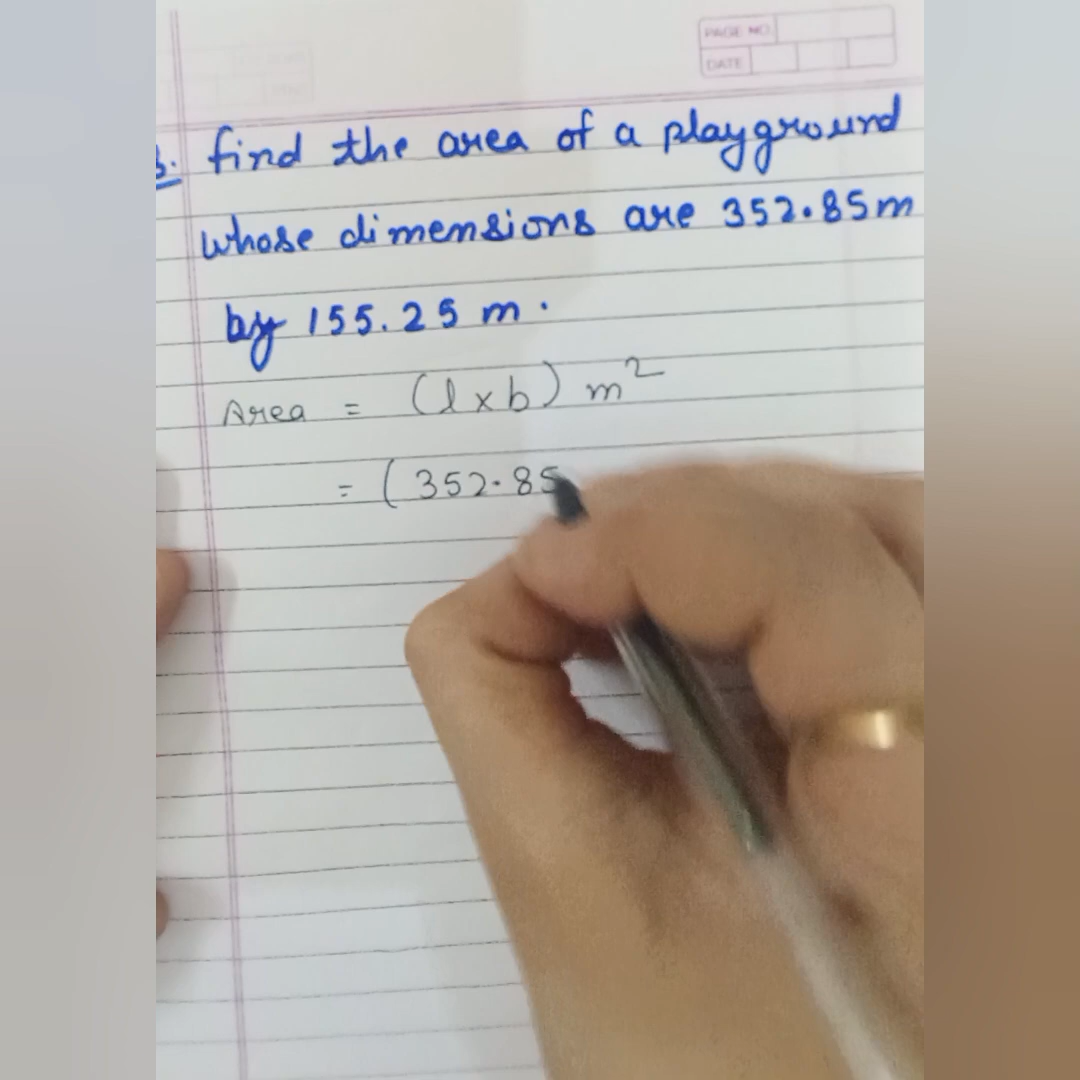 PAGE NO.
DATE
3. find the area of a playground
whose dimensions are 352.85m
by 155.25 m.
Area = (l x b) m²
= ( 352.85